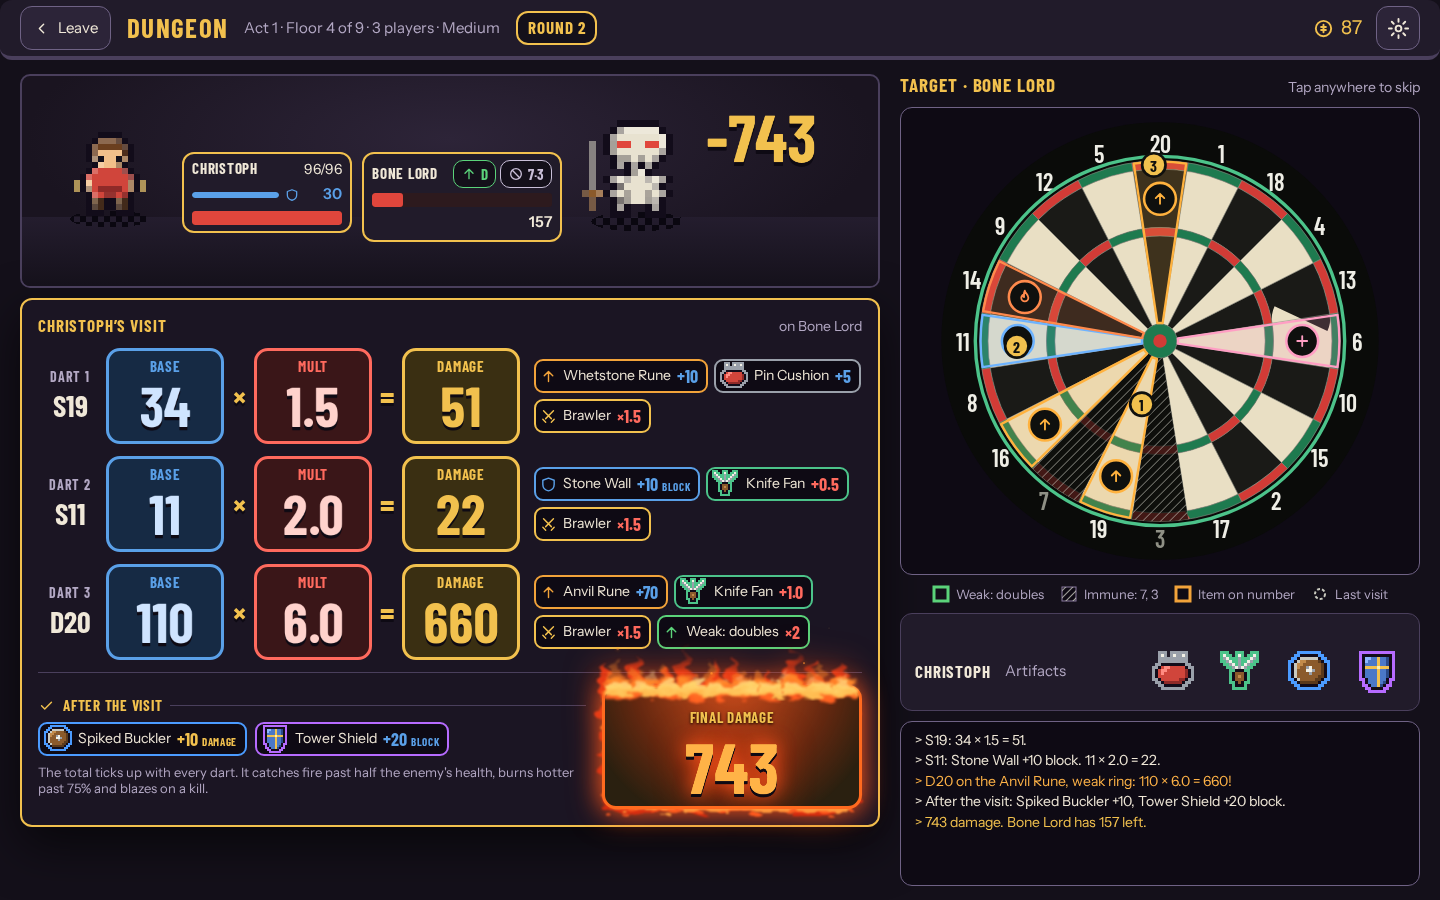 Leave
DUNGEON
Act 1 · Floor 4 of 9 · 3 players · Medium
ROUND 2
87
CHRISTOPH 96/96
30
BONE LORD D 7·3
157
-743
CHRISTOPH'S VISIT
on Bone Lord
DART 1
S19
BASE
34
×
MULT
1.5
=
DAMAGE
51
Whetstone Rune +10
Pin Cushion +5
Brawler ×1.5
DART 2
S11
BASE
11
×
MULT
2.0
=
DAMAGE
22
Stone Wall +10 BLOCK
Knife Fan +0.5
Brawler ×1.5
DART 3
D20
BASE
110
×
MULT
6.0
=
DAMAGE
660
Anvil Rune +70
Knife Fan +1.0
Brawler ×1.5
Weak: doubles ×2
AFTER THE VISIT
Spiked Buckler +10 DAMAGE
Tower Shield +20 BLOCK
The total ticks up with every dart. It catches fire past half the enemy's health, burns hotter
past 75% and blazes on a kill.
FINAL DAMAGE
743
TARGET · BONE LORD
Tap anywhere to skip
20
1
18
4
13
6
10
15
2
17
3
19
7
16
8
11
14
9
12
5
3
2
1
Weak: doubles
Immune: 7, 3
Item on number
Last visit
CHRISTOPH Artifacts
> S19: 34 × 1.5 = 51.
> S11: Stone Wall +10 block. 11 × 2.0 = 22.
> D20 on the Anvil Rune, weak ring: 110 × 6.0 = 660!
> After the visit: Spiked Buckler +10, Tower Shield +20 block.
> 743 damage. Bone Lord has 157 left.